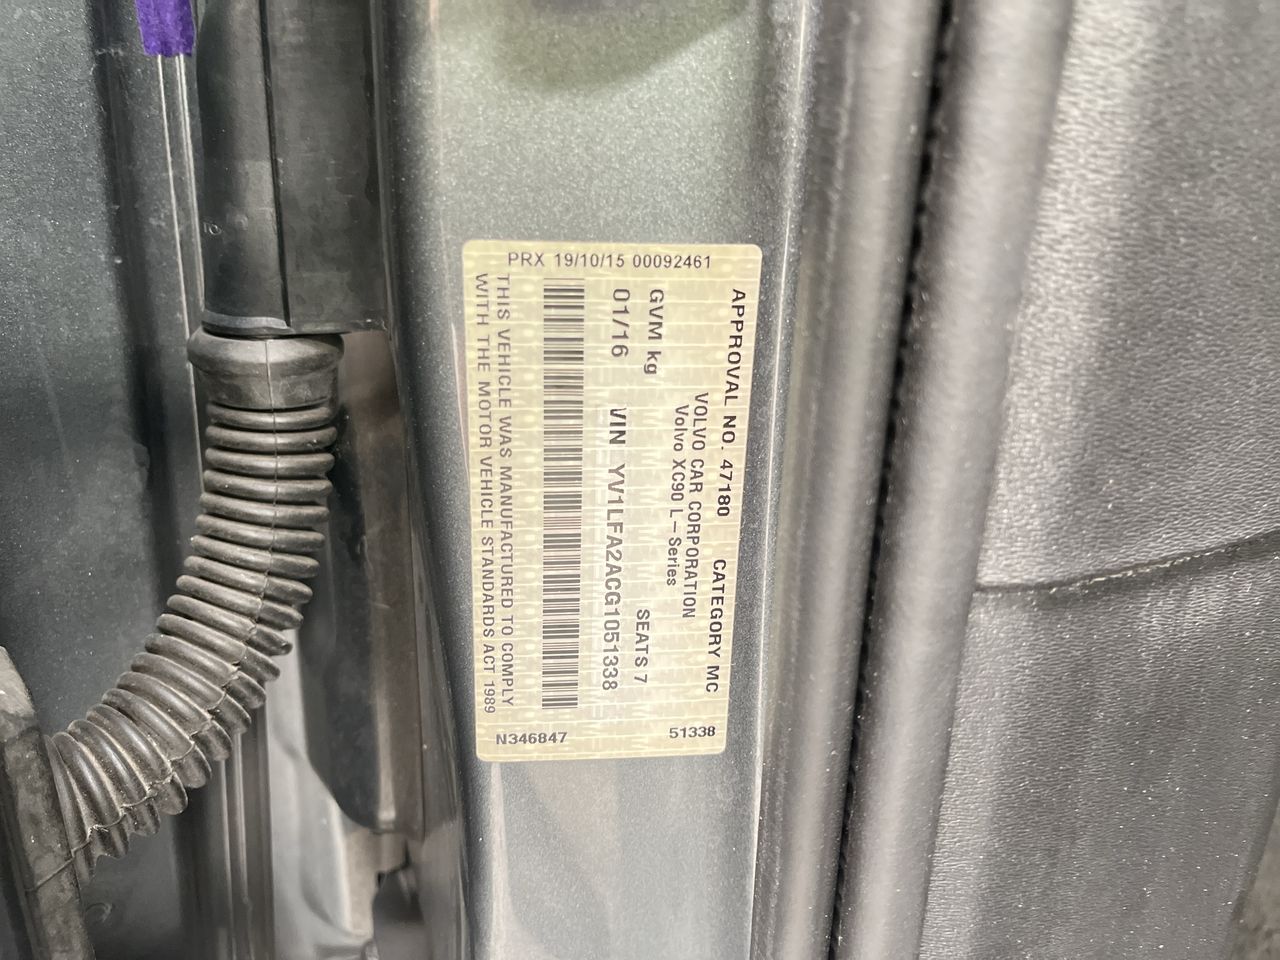 PRX 19/10/15 00092461
APPROVAL NO. 47180 CATEGORY MC
VOLVO CAR CORPORATION
Volvo XC90 L-Series
GVM kg SEATS 7
01/16 VIN YV1LFA2ACG1051338
THIS VEHICLE WAS MANUFACTURED TO COMPLY
WITH THE MOTOR VEHICLE STANDARDS ACT 1989
N346847 51338